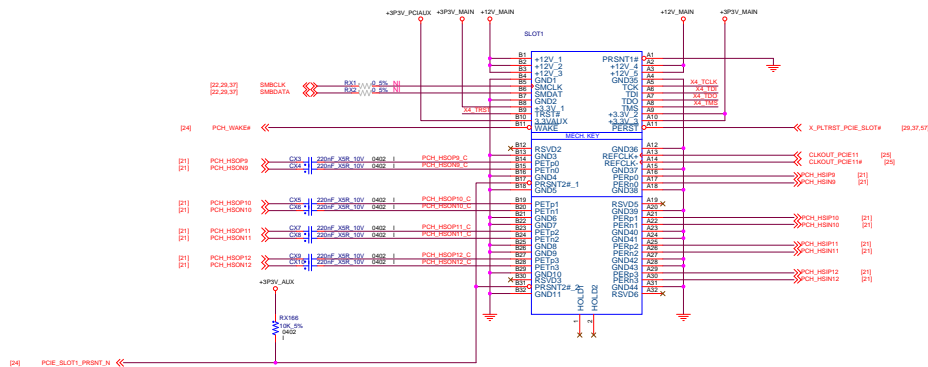 +3P3V_PCIAUX +3P3V_MAIN +12V_MAIN +12V_MAIN +3P3V_MAIN
SLOT1
B1 +12V_1 PRSNT1# A1
B2 +12V_2 +12V_4 A2
B3 +12V_3 +12V_5 A3
B4 GND1 GND35 A4
[22,29,37] SMBCLK RX1 0_5% NI B5 SMCLK TCK A5 X4_TCLK
[22,29,37] SMBDATA RX2 0_5% NI B6 SMDAT TDI A6 X4_TDI
B7 GND2 TDO A7 X4_TDO
B8 +3.3V_1 TMS A8 X4_TMS
X4_TRST B9 TRST# +3.3V_2 A9
B10 3.3VAUX +3.3V_3 A10
[24] PCH_WAKE# B11 WAKE PERST A11 X_PLTRST_PCIE_SLOT# [29,37,57]
MECH. KEY
B12 RSVD2 GND36 A12
B13 GND3 REFCLK+ A13 CLKOUT_PCIE11 [25]
[21] PCH_HSOP9 CX3 220nF_X5R_10V 0402 I PCH_HSOP9_C B14 PETp0 REFCLK- A14 CLKOUT_PCIE11# [25]
[21] PCH_HSON9 CX4 220nF_X5R_10V 0402 I PCH_HSON9_C B15 PETn0 GND37 A15
B16 GND4 PERp0 A16 PCH_HSIP9 [21]
B17 PRSNT2#_1 PERn0 A17 PCH_HSIN9 [21]
B18 GND5 GND38 A18
[21] PCH_HSOP10 CX5 220nF_X5R_10V 0402 I PCH_HSOP10_C B19 PETp1 RSVD5 A19
[21] PCH_HSON10 CX6 220nF_X5R_10V 0402 I PCH_HSON10_C B20 PETn1 GND39 A20
B21 GND6 PERp1 A21 PCH_HSIP10 [21]
B22 GND7 PERn1 A22 PCH_HSIN10 [21]
[21] PCH_HSOP11 CX7 220nF_X5R_10V 0402 I PCH_HSOP11_C B23 PETp2 GND40 A23
[21] PCH_HSON11 CX8 220nF_X5R_10V 0402 I PCH_HSON11_C B24 PETn2 GND41 A24
B25 GND8 PERp2 A25 PCH_HSIP11 [21]
B26 GND9 PERn2 A26 PCH_HSIN11 [21]
[21] PCH_HSOP12 CX9 220nF_X5R_10V 0402 I PCH_HSOP12_C B27 PETp3 GND42 A27
[21] PCH_HSON12 CX10 220nF_X5R_10V 0402 I PCH_HSON12_C B28 PETn3 GND43 A28
B29 GND10 PERp3 A29 PCH_HSIP12 [21]
B30 RSVD3 PERn3 A30 PCH_HSIN12 [21]
B31 PRSNT2#_2 GND44 A31
B32 GND11 RSVD6 A32
HOLD1 HOLD2
1 2
+3P3V_AUX
RX166
10K_5%
0402
I
[24] PCIE_SLOT1_PRSNT_N